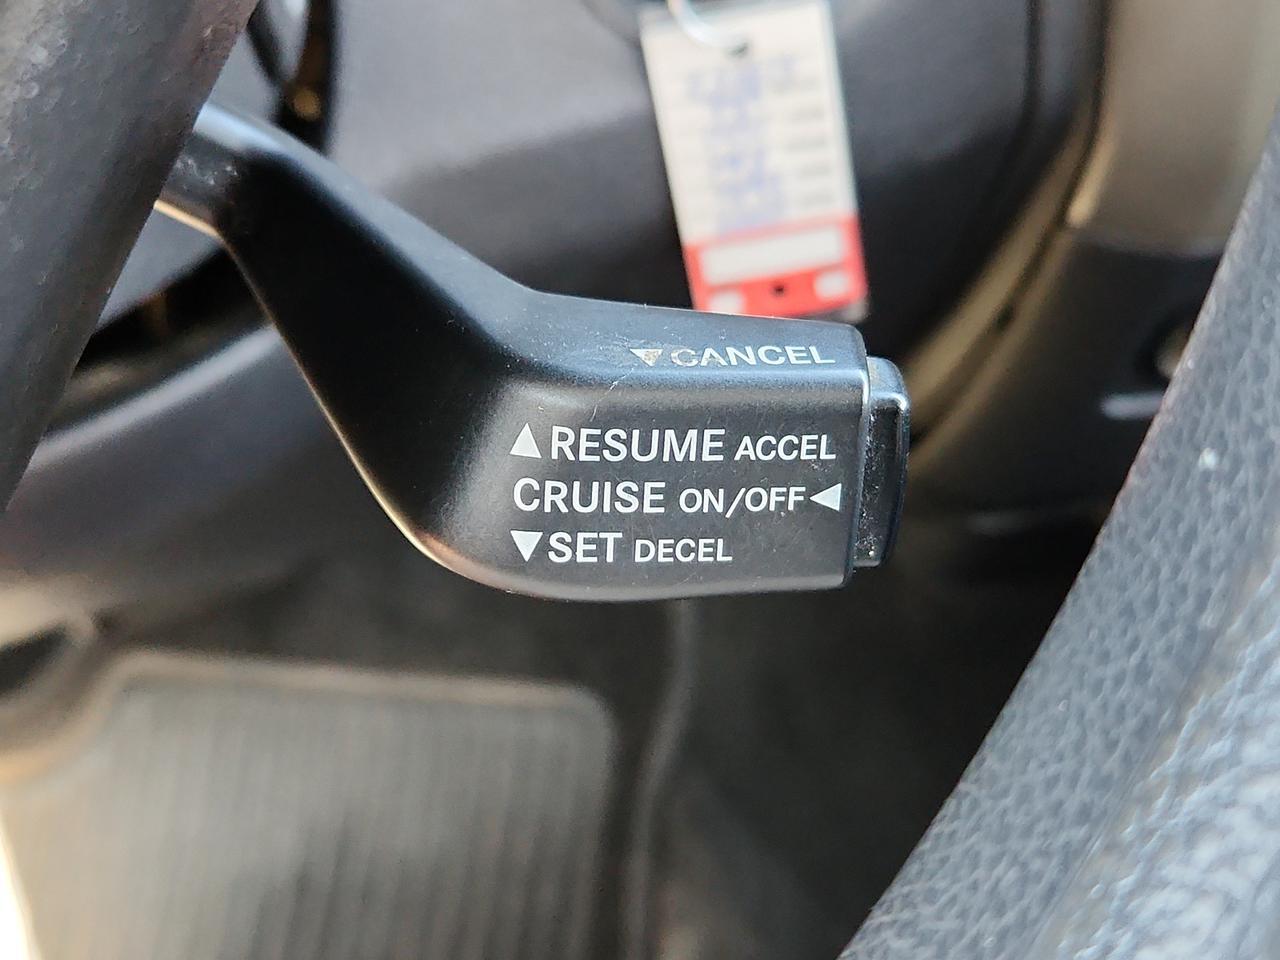 ▼CANCEL
▲RESUME ACCEL
CRUISE ON/OFF◀
▼SET DECEL